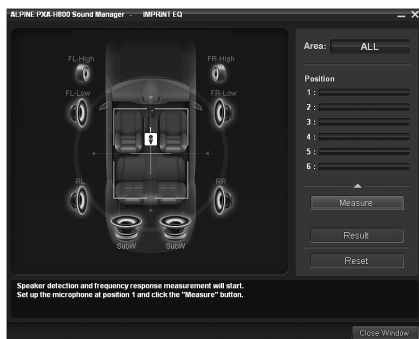 ALPINE PXA-H800 Sound Manager - IMPRINT EQ
FL-High
FR-High
FL-Low
FR-Low
RL
RR
SubW
SubW
Area: ALL
Position
1 :
2 :
3 :
4 :
5 :
6 :
Measure
Result
Reset
Speaker detection and frequency response measurement will start.
Set up the microphone at position 1 and click the "Measure" button.
Close Window